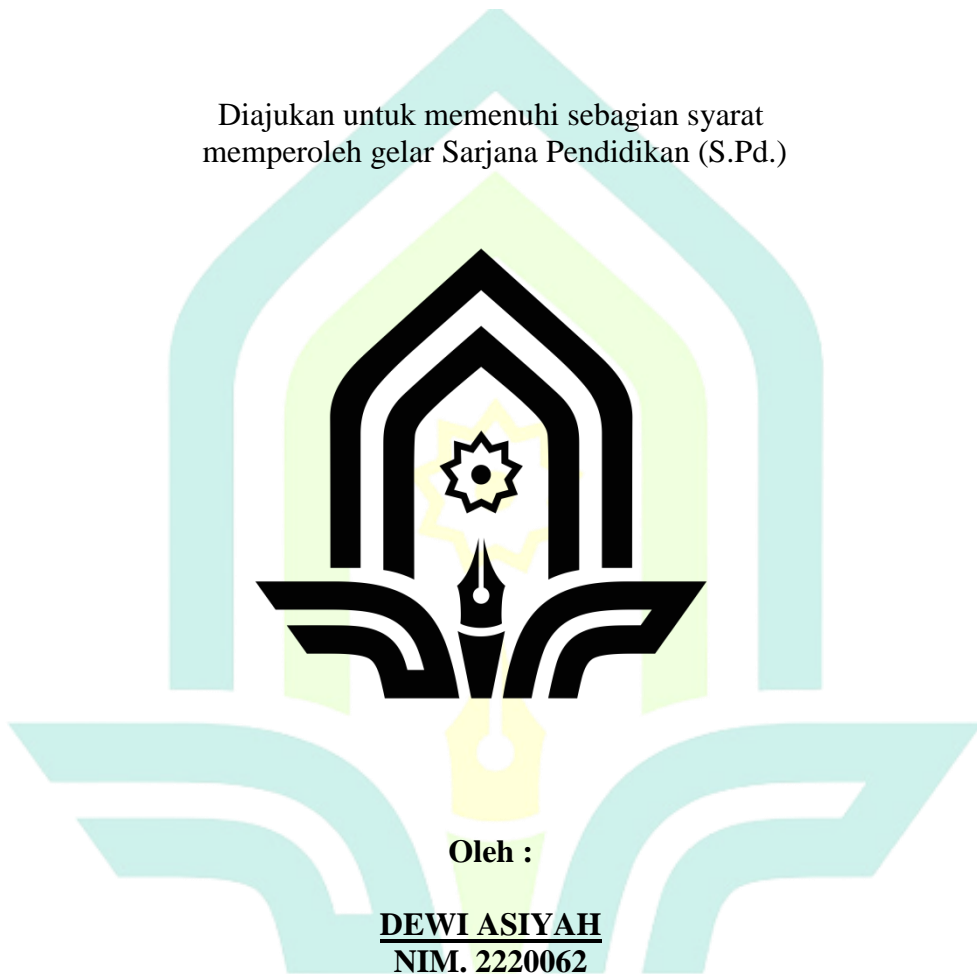 Diajukan untuk memenuhi sebagian syarat
memperoleh gelar Sarjana Pendidikan (S.Pd.)
Oleh :
DEWI ASIYAH
NIM. 2220062